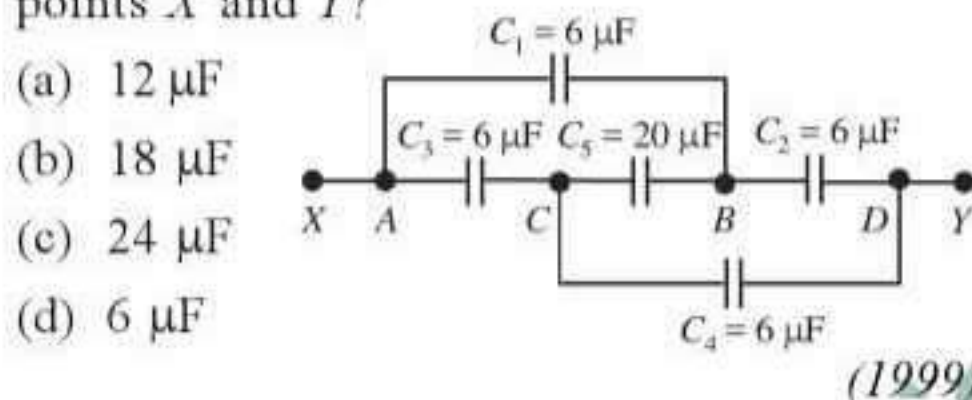 points X and Y?
(a) 12 μF
(b) 18 μF
(c) 24 μF
(d) 6 μF
C₁ = 6 μF
C₃ = 6 μF C₅ = 20 μF C₂ = 6 μF
X A C B D Y
C₄ = 6 μF
(1999)